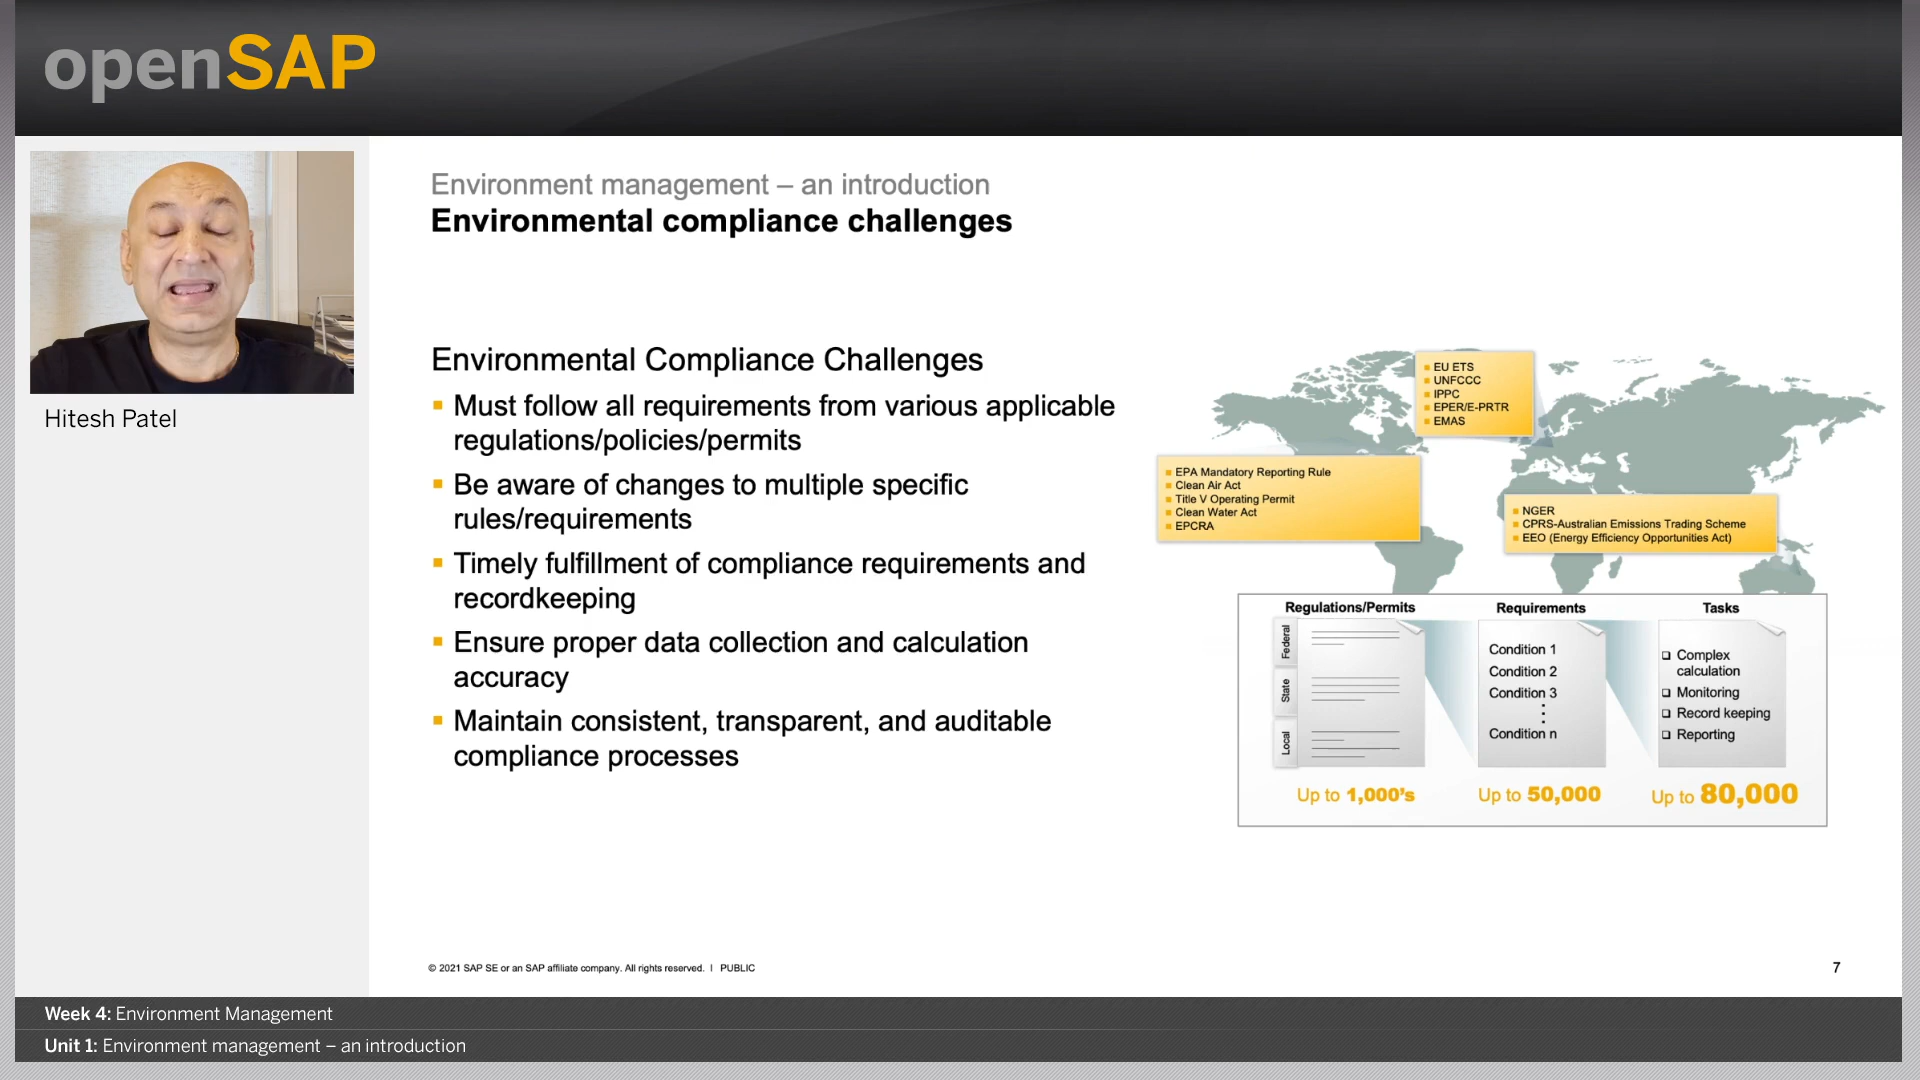 openSAP
Hitesh Patel
Environment management – an introduction
Environmental compliance challenges
Environmental Compliance Challenges
Must follow all requirements from various applicable
regulations/policies/permits
Be aware of changes to multiple specific
rules/requirements
Timely fulfillment of compliance requirements and
recordkeeping
Ensure proper data collection and calculation
accuracy
Maintain consistent, transparent, and auditable
compliance processes
EU ETS
UNFCCC
IPPC
EPER/E-PRTR
EMAS
EPA Mandatory Reporting Rule
Clean Air Act
Title V Operating Permit
Clean Water Act
EPCRA
NGER
CPRS-Australian Emissions Trading Scheme
EEO (Energy Efficiency Opportunities Act)
Regulations/Permits
Federal
State
Local
Up to 1,000's
Requirements
Condition 1
Condition 2
Condition 3
Condition n
Up to 50,000
Tasks
Complex
calculation
Monitoring
Record keeping
Reporting
Up to 80,000
© 2021 SAP SE or an SAP affiliate company. All rights reserved. | PUBLIC
7
Week 4: Environment Management
Unit 1: Environment management – an introduction